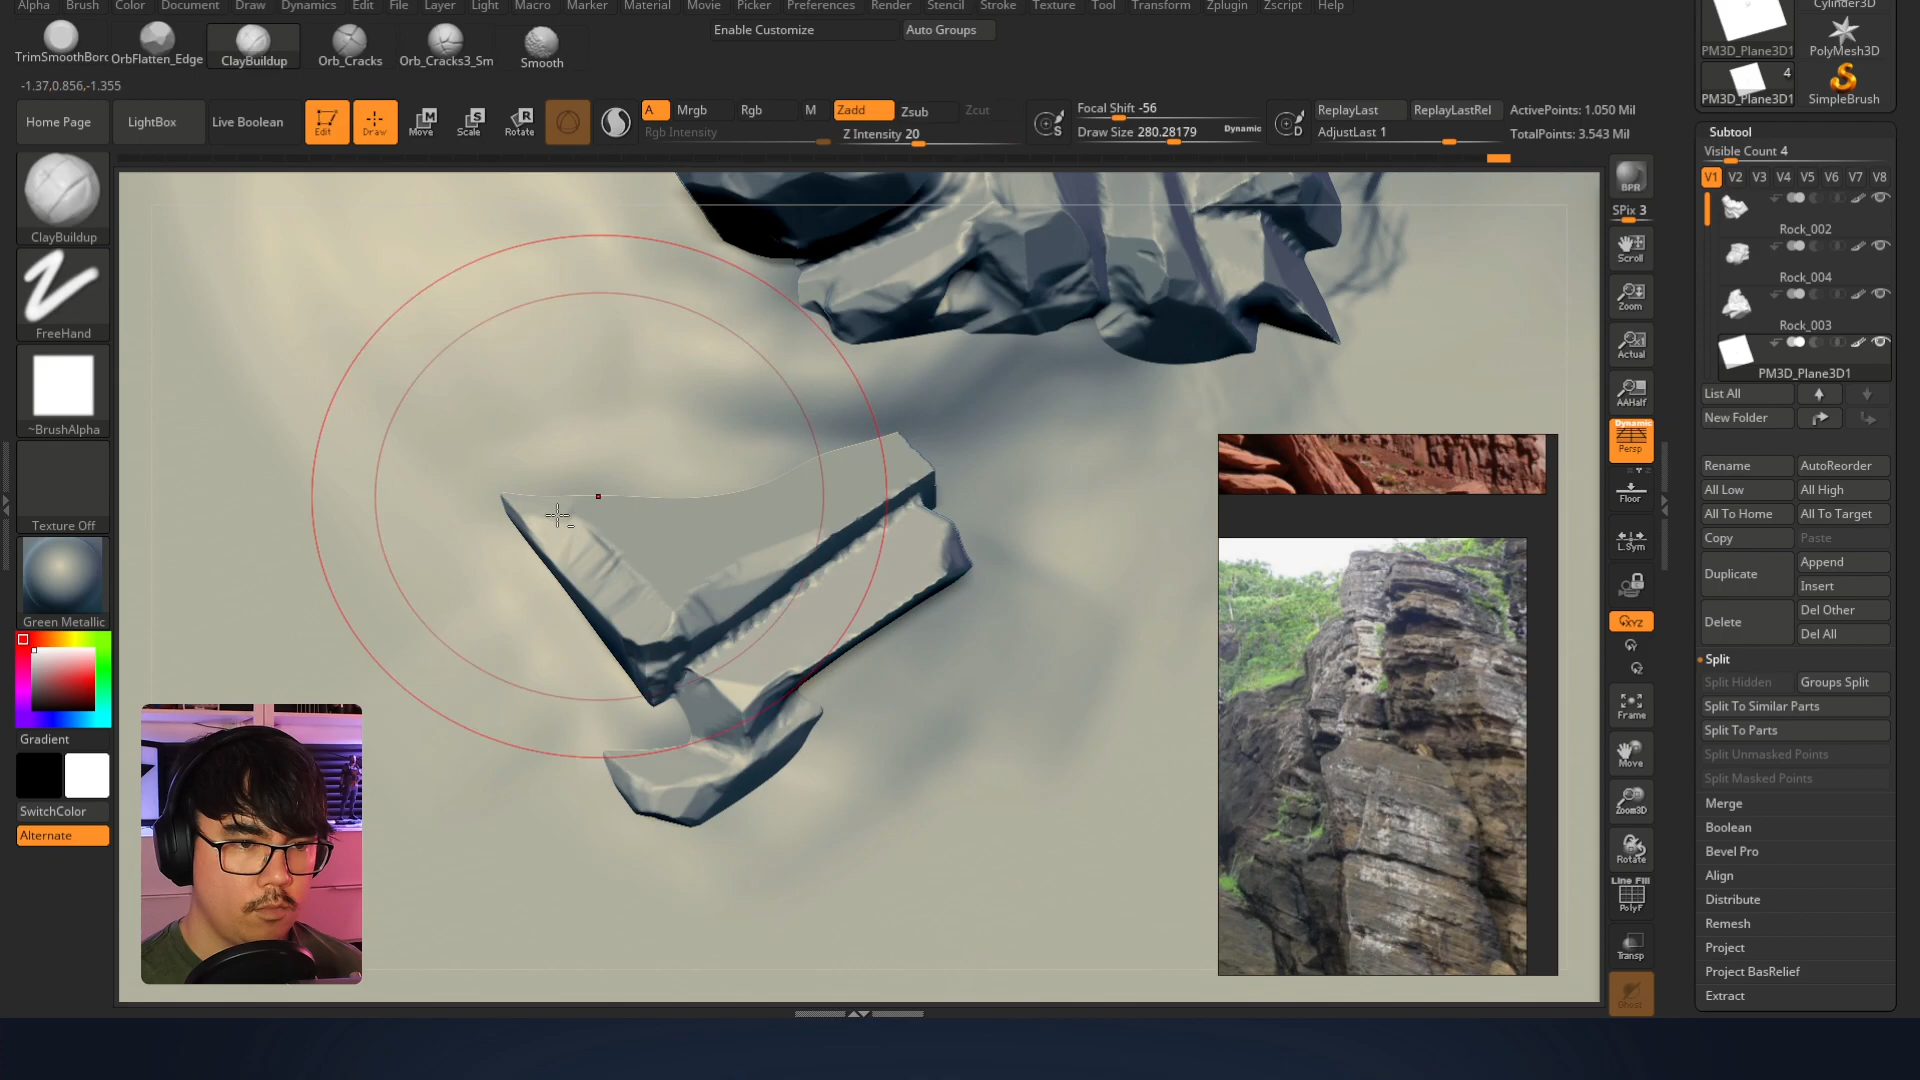 Alpha Brush Color Document Draw Dynamics Edit File Layer Light Macro Marker Material Movie Picker Preferences Render Stencil Stroke Texture Tool Transform Zplugin Zscript Help
Enable Customize
Auto Groups
TrimSmoothBorc
OrbFlatten_Edge
ClayBuildup
Orb_Cracks
Orb_Cracks3_Sm
Smooth
-1.37,0.856,-1.355
Home Page
LightBox
Live Boolean
Edit
Draw
Move
Scale
Rotate
A
Mrgb
Rgb
M
Zadd
Zsub
Zcut
Rgb Intensity
Z Intensity 20
S
Focal Shift -56
Draw Size 280.28179
Dynamic
D
ReplayLast
ReplayLastRel
AdjustLast 1
ActivePoints: 1.050 Mil
TotalPoints: 3.543 Mil
ClayBuildup
FreeHand
~BrushAlpha
Texture Off
Green Metallic
Gradient
SwitchColor
Alternate
BPR
SPix 3
Scroll
Zoom
Actual
AAHalf
Dynamic
Persp
Floor
L.Sym
XYZ
Frame
Move
Zoom3D
Rotate
Line Fill
PolyF
Transp
Ghost
Cylinder3D
PM3D_Plane3D1
PolyMesh3D
4
PM3D_Plane3D1
SimpleBrush
Subtool
Visible Count 4
V1 V2 V3 V4 V5 V6 V7 V8
Rock_002
Rock_004
Rock_003
PM3D_Plane3D1
List All
New Folder
Rename
AutoReorder
All Low
All High
All To Home
All To Target
Copy
Paste
Duplicate
Append
Insert
Delete
Del Other
Del All
Split
Split Hidden
Groups Split
Split To Similar Parts
Split To Parts
Split Unmasked Points
Split Masked Points
Merge
Boolean
Bevel Pro
Align
Distribute
Remesh
Project
Project BasRelief
Extract